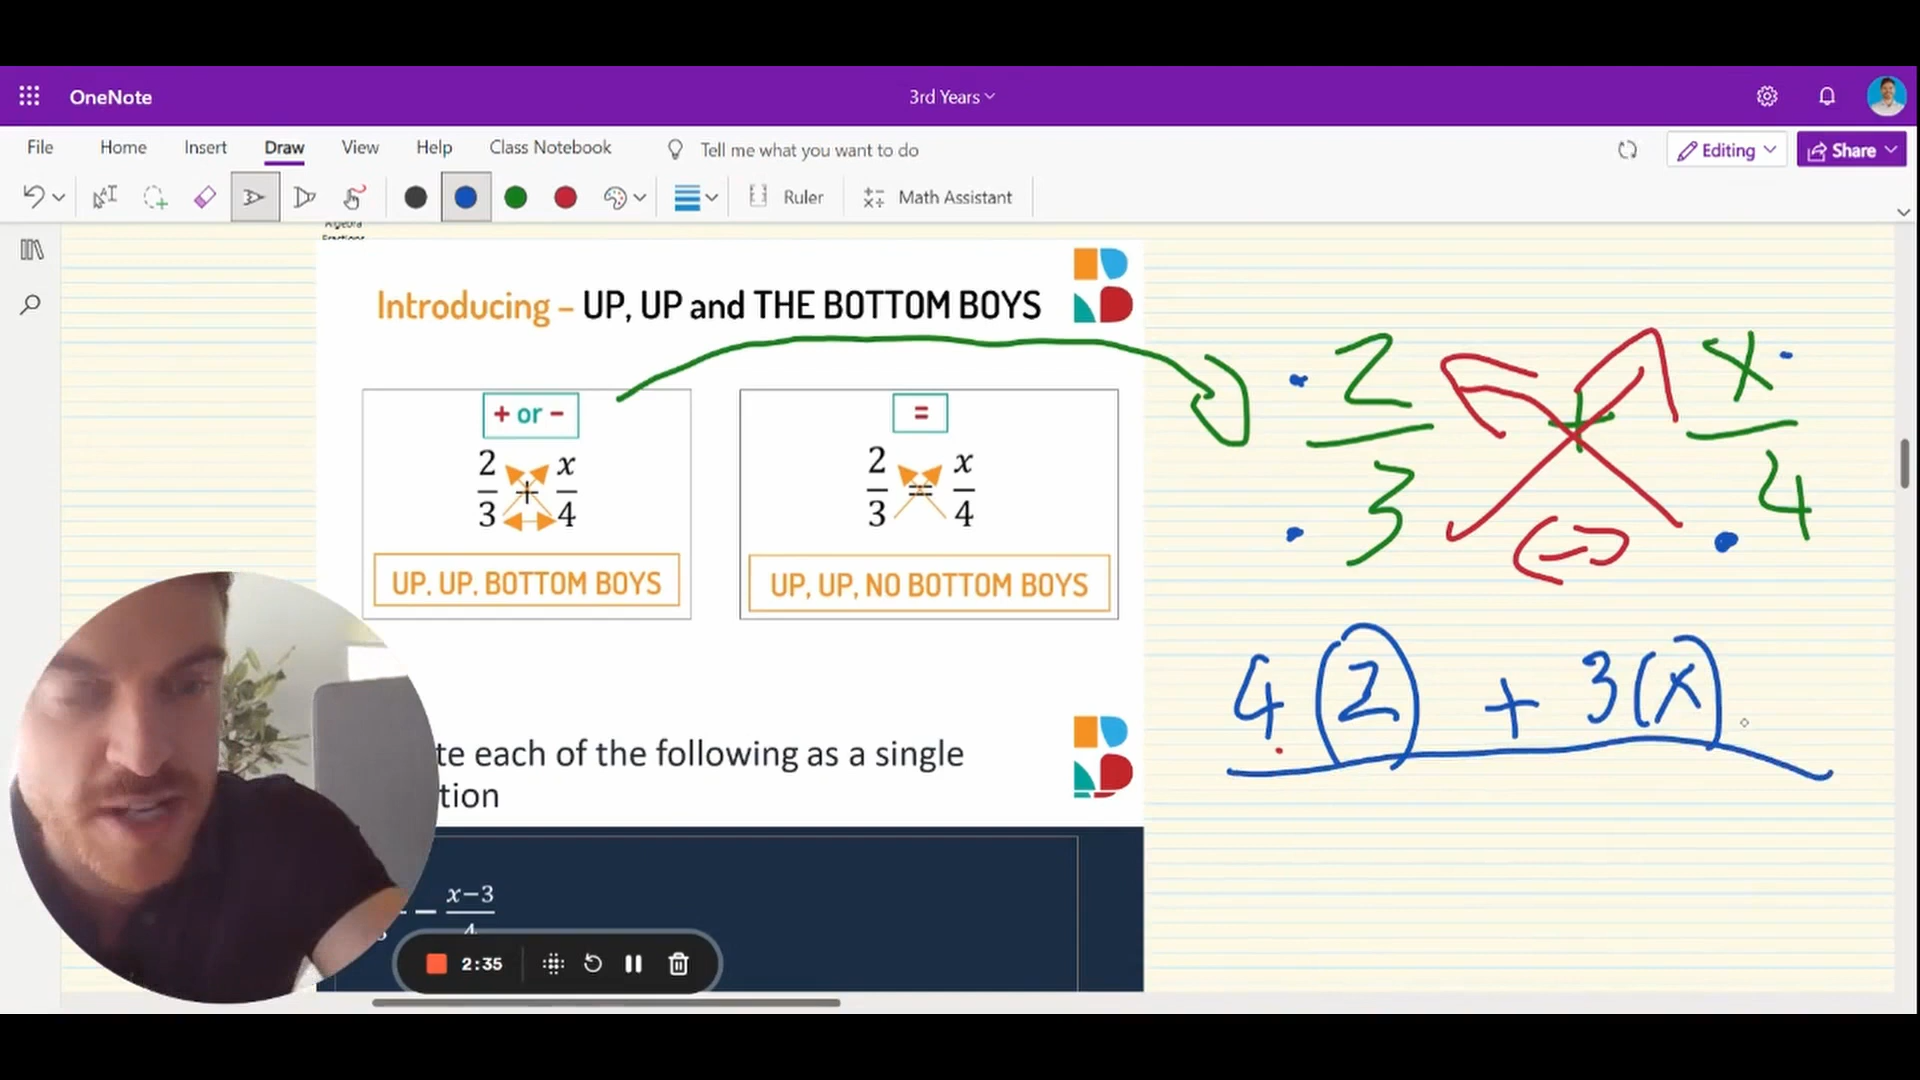 OneNote
3rd Years
File Home Insert Draw View Help Class Notebook Tell me what you want to do
Editing Share
Ruler Math Assistant
Algebra
Fractions
Introducing – UP, UP and THE BOTTOM BOYS
+ or −
2/3 + x/4
UP, UP, BOTTOM BOYS
=
2/3 = x/4
UP, UP, NO BOTTOM BOYS
2/3 + x/4
4(2) + 3(x)
te each of the following as a single
tion
− x−3
4
2:35